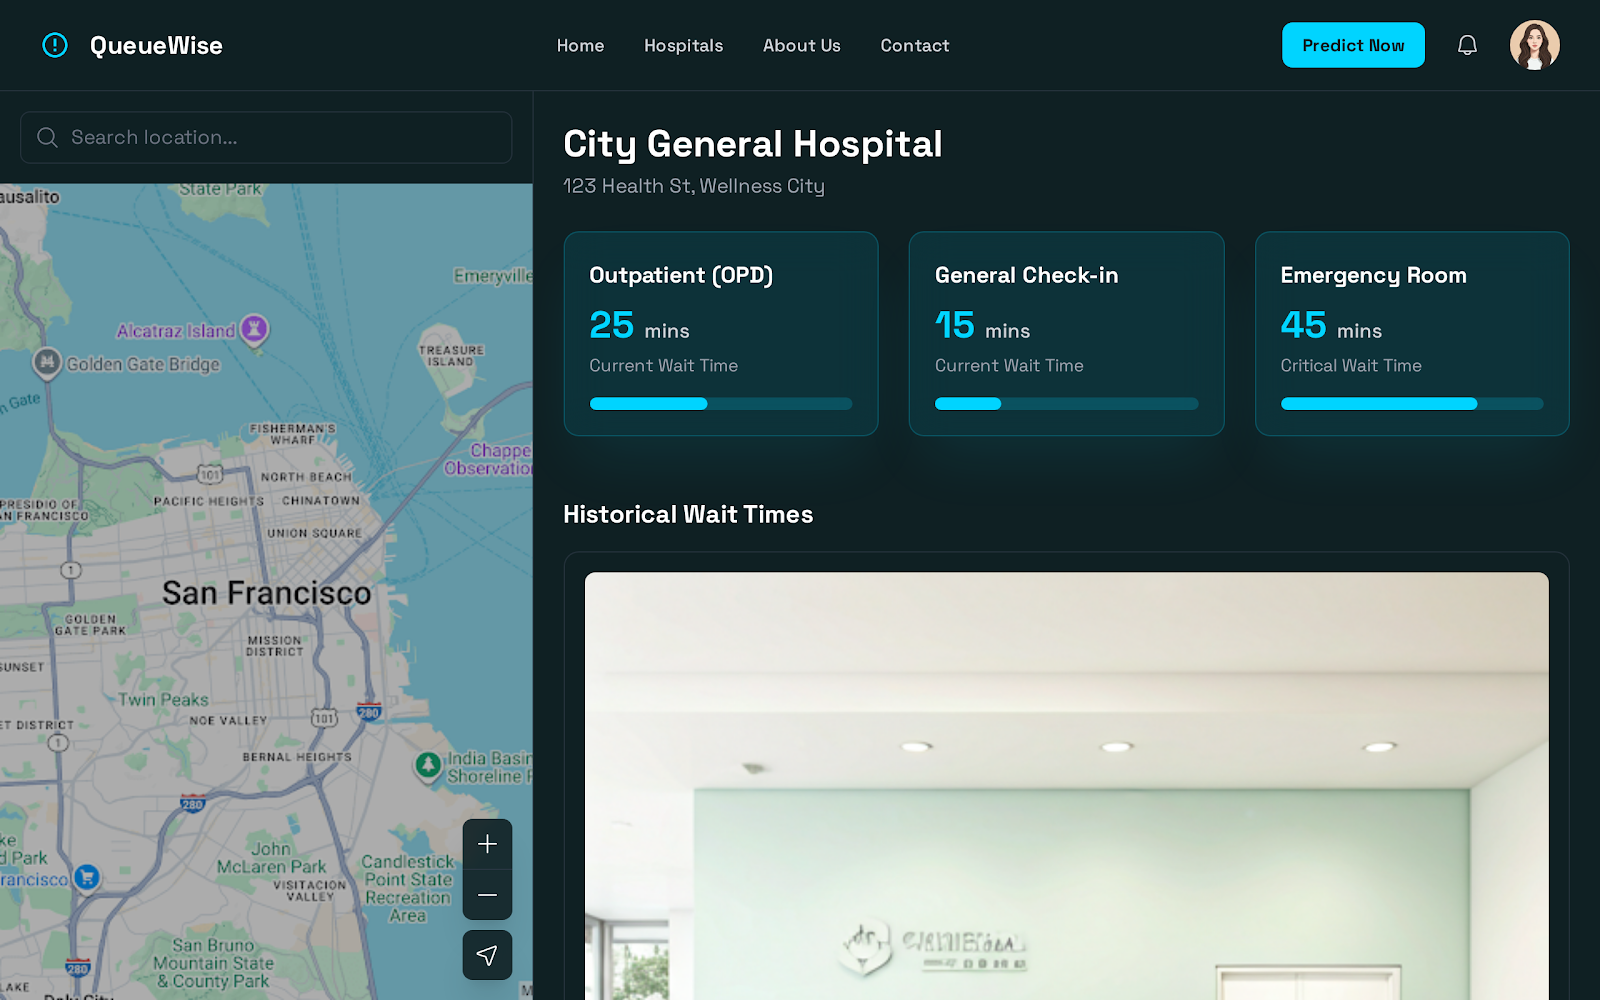 QueueWise
Home
Hospitals
About Us
Contact
Predict Now
Search location...
City General Hospital
123 Health St, Wellness City
Outpatient (OPD)
25 mins
Current Wait Time
General Check-in
15 mins
Current Wait Time
Emergency Room
45 mins
Critical Wait Time
Historical Wait Times
ausalito
State Park
Emeryville
Alcatraz Island
TREASURE
ISLAND
Golden Gate Bridge
n Gate
FISHERMAN'S
WHARF
Chappe
Observatio
101
NORTH BEACH
PACIFIC HEIGHTS
CHINATOWN
PRESIDIO OF
AN FRANCISCO
UNION SQUARE
1
San Francisco
GOLDEN
GATE PARK
MISSION
DISTRICT
SUNSET
Twin Peaks
NOE VALLEY
101
280
ET DISTRICT
1
BERNAL HEIGHTS
India Basin
Shoreline P
280
John
McLaren Park
ke
d Park
Candlestick
Point State
Recreation
Area
rancisco
VISITACION
VALLEY
San Bruno
Mountain State
& County Park
280
LAKE
Daly City
M